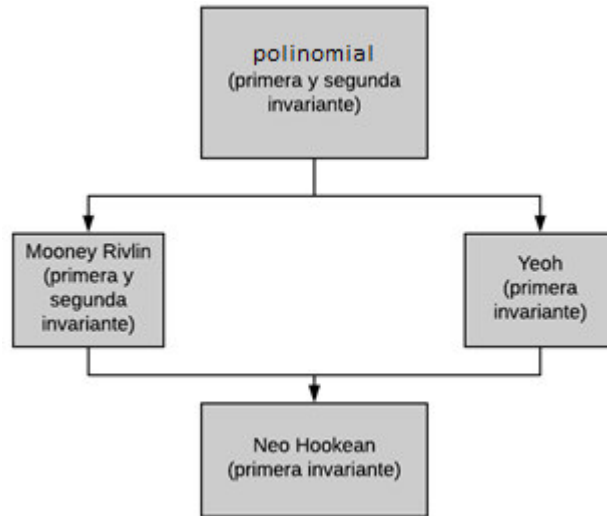 polinomial
(primera y segunda
invariante)
Mooney Rivlin
(primera y
segunda
invariante)
Yeoh
(primera
invariante)
Neo Hookean
(primera invariante)